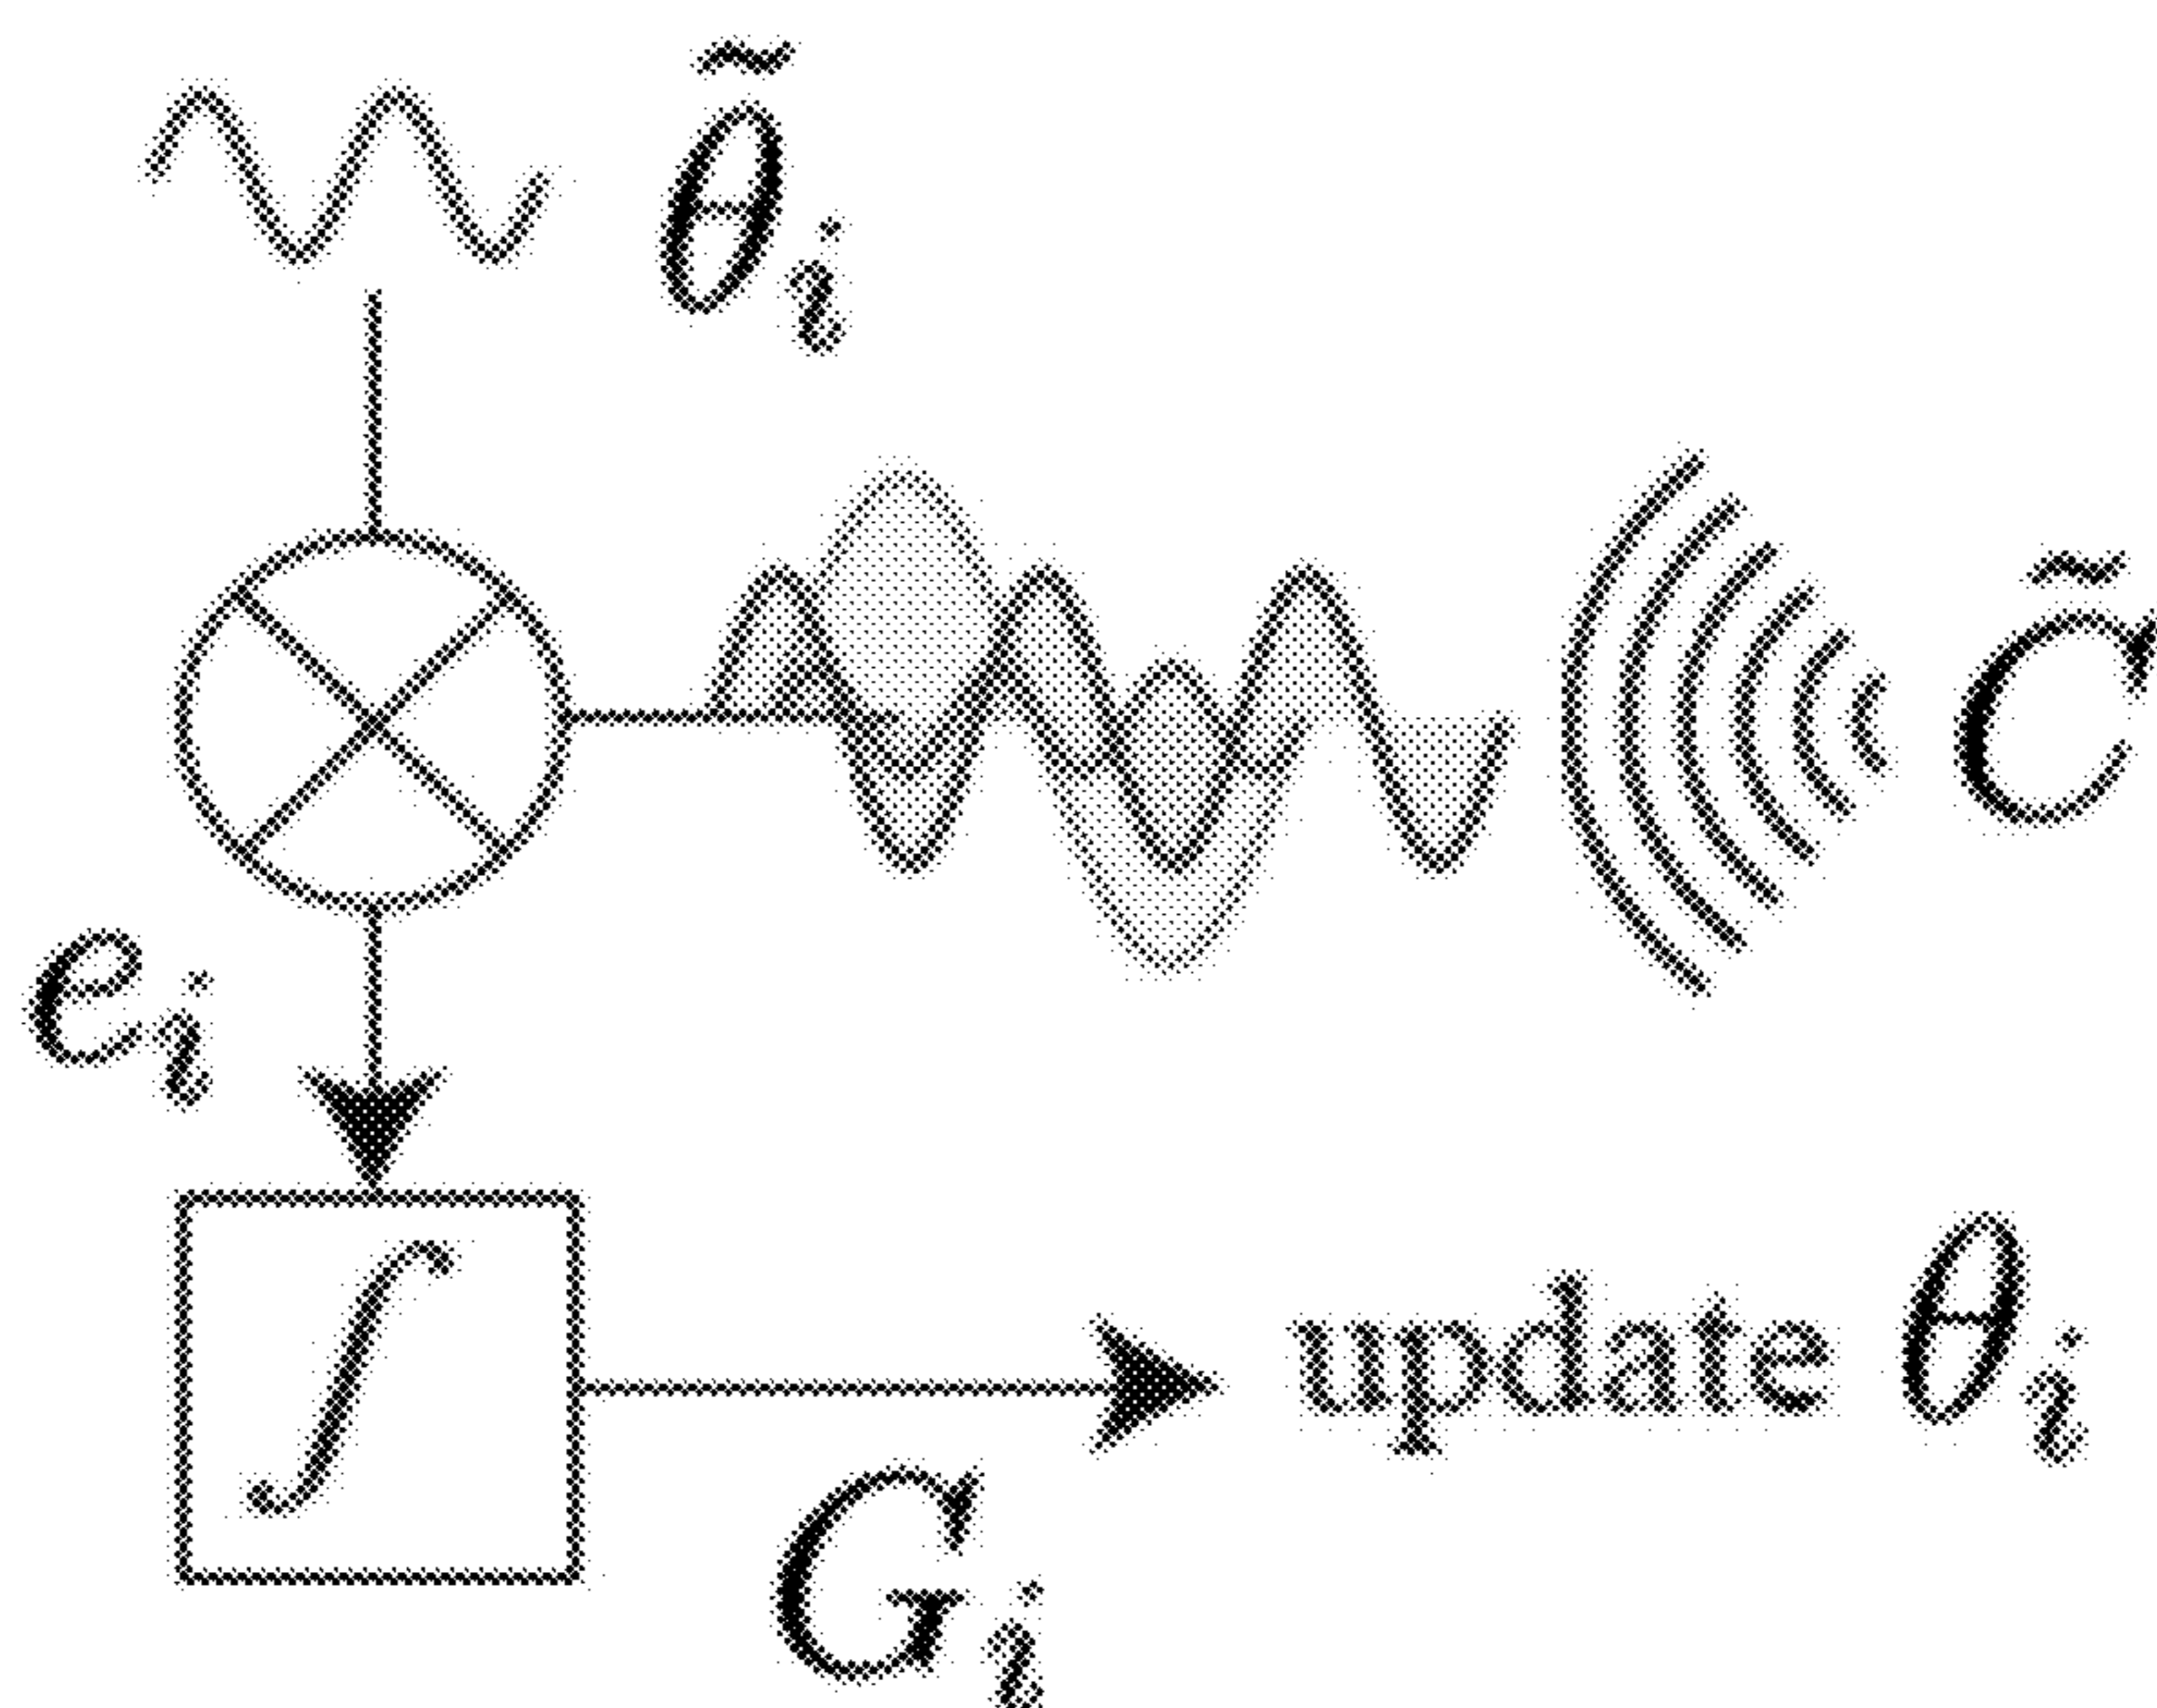 θ̃ᵢ
C̃
eᵢ
∫
update θᵢ
Gᵢ